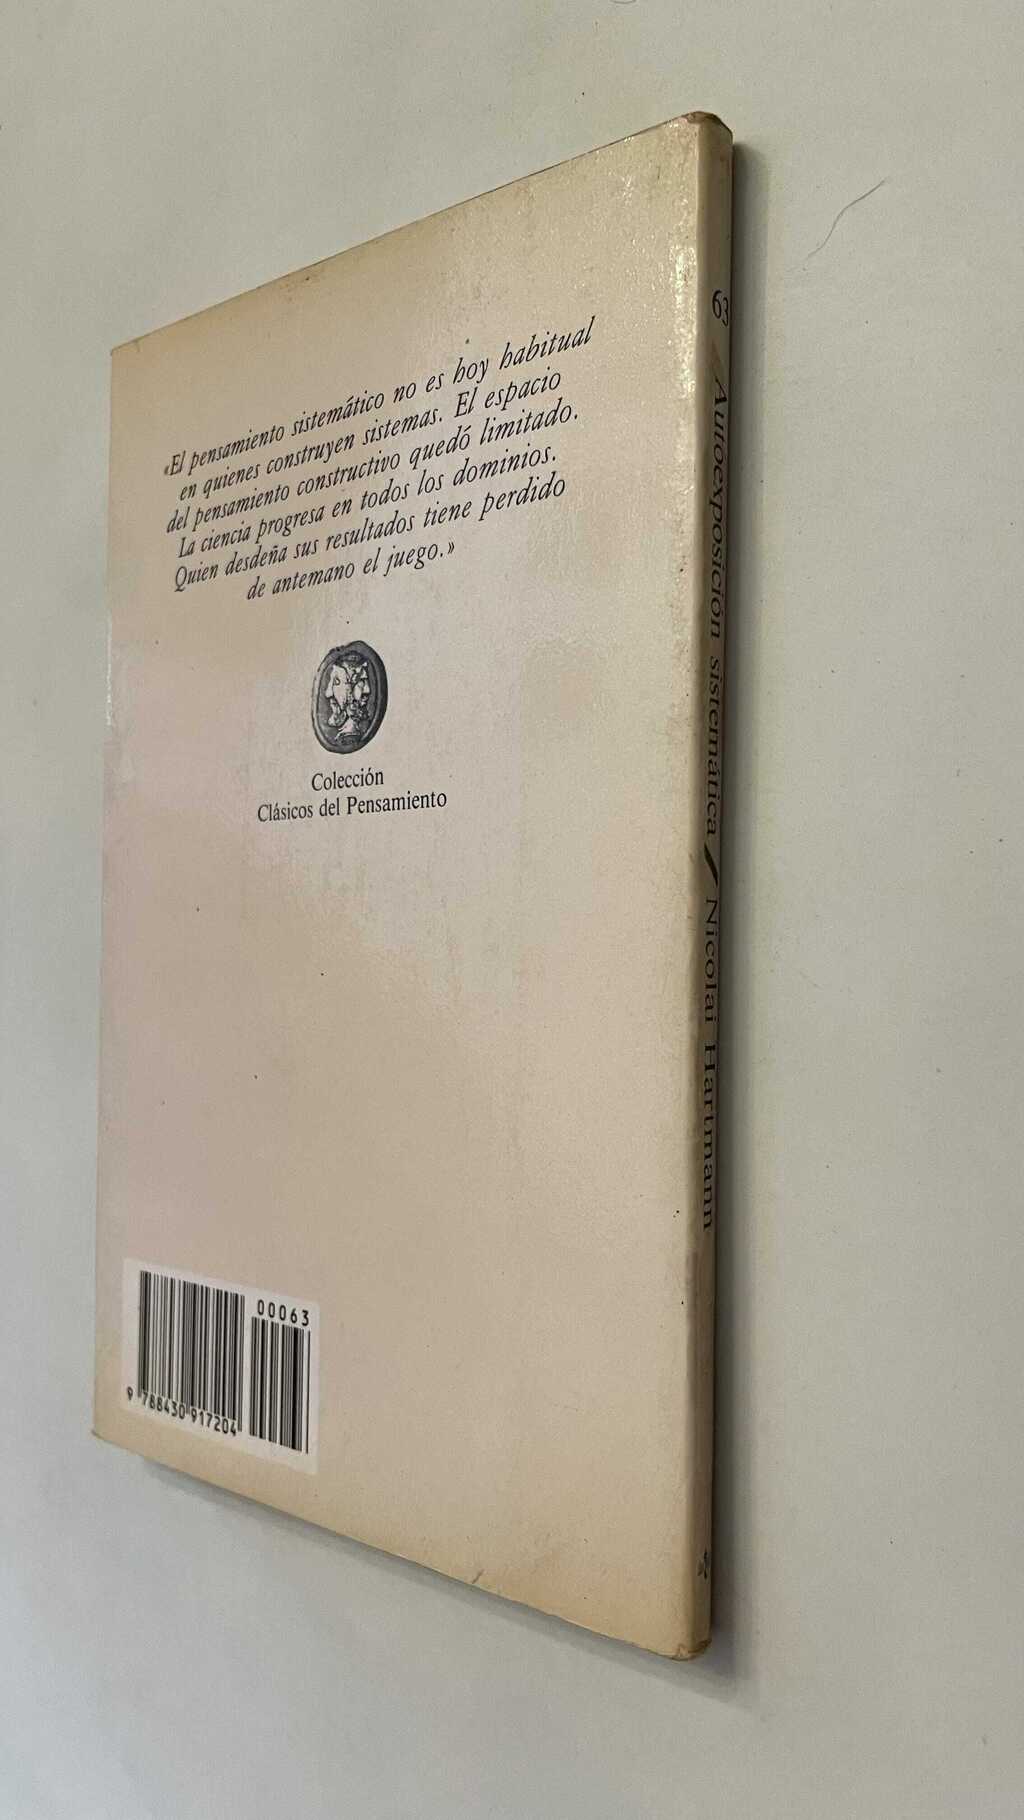 «El pensamiento sistemático no es hoy habitual
en quienes construyen sistemas. El espacio
del pensamiento constructivo quedó limitado.
La ciencia progresa en todos los dominios.
Quien desdeña sus resultados tiene perdido
de antemano el juego.»
Colección
Clásicos del Pensamiento
00063
9 788430 917204
63 / Autoexposición sistemática / Nicolai Hartmann